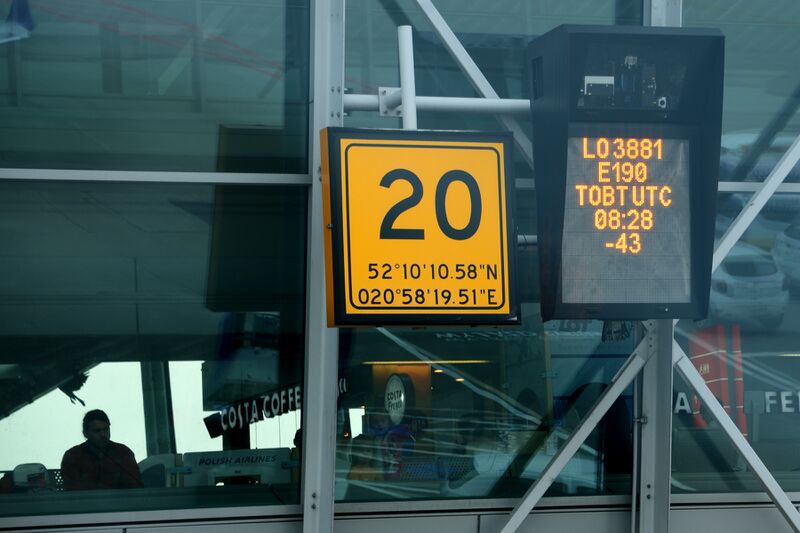 20
52°10'10.58"N
020°58'19.51"E
LO3881
E190
TOBT UTC
08:28
-43
COSTA COFFEE
COSTA
POLISH AIRLINES